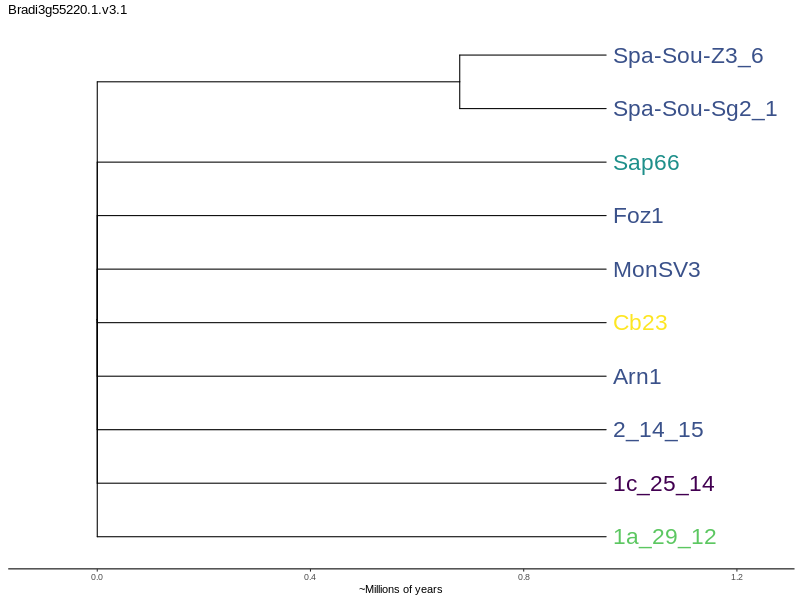 Bradi3g55220.1.v3.1
Spa-Sou-Z3_6
Spa-Sou-Sg2_1
Sap66
Foz1
MonSV3
Cb23
Arn1
2_14_15
1c_25_14
1a_29_12
0.0 0.4 0.8 1.2
~Millions of years